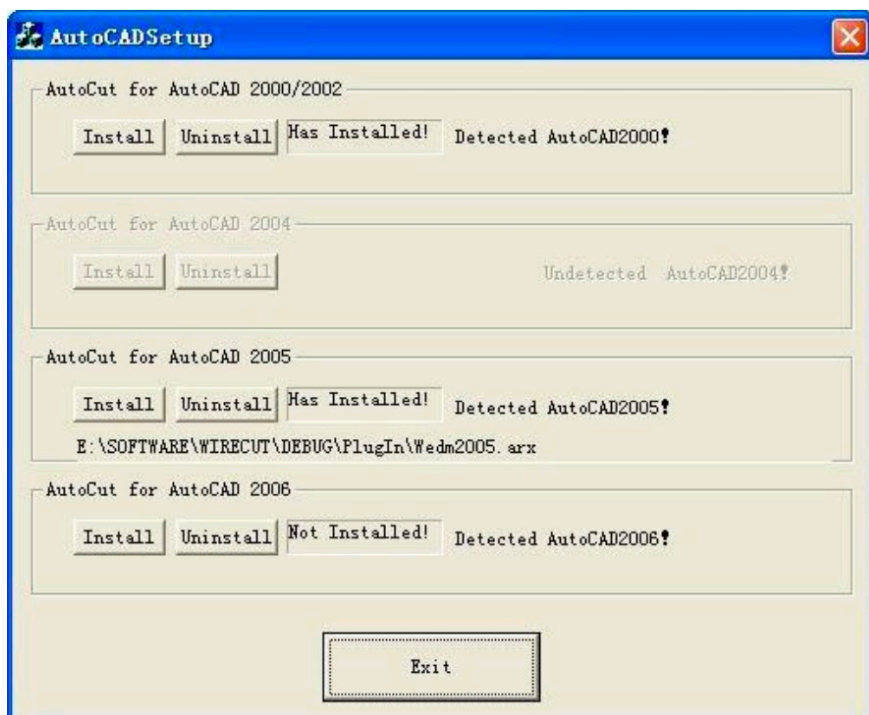 AutoCADSetup
AutoCut for AutoCAD 2000/2002
Install Uninstall Has Installed! Detected AutoCAD2000!
AutoCut for AutoCAD 2004
Install Uninstall Undetected AutoCAD2004!
AutoCut for AutoCAD 2005
Install Uninstall Has Installed! Detected AutoCAD2005!
E:\SOFTWARE\WIRECUT\DEBUG\PlugIn\Wedm2005.arx
AutoCut for AutoCAD 2006
Install Uninstall Not Installed! Detected AutoCAD2006!
Exit